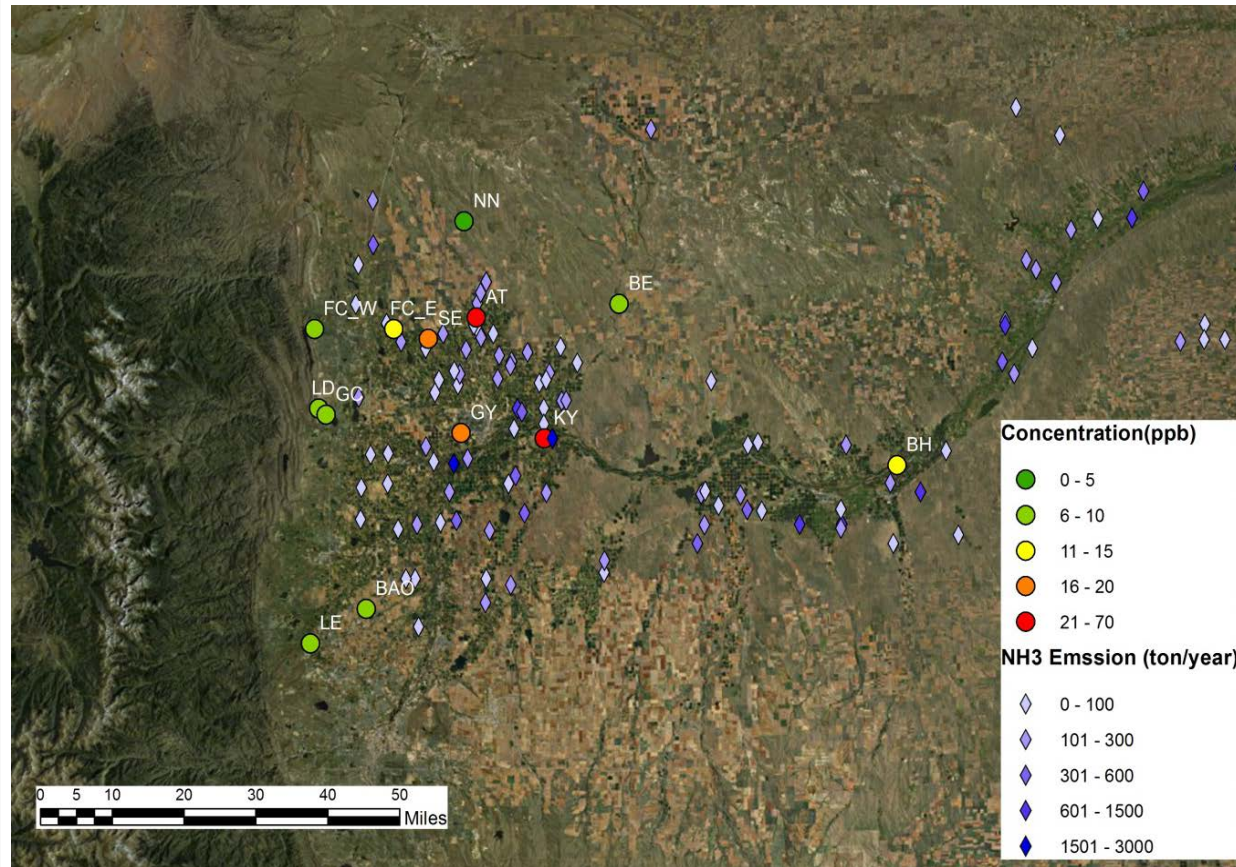 NN
BE
AT
FC_W
FC_E
SE
LD
GC
GY
KY
BH
BAO
LE
Concentration(ppb)
0 - 5
6 - 10
11 - 15
16 - 20
21 - 70
NH3 Emssion (ton/year)
0 - 100
101 - 300
301 - 600
601 - 1500
1501 - 3000
0 5 10 20 30 40 50
Miles